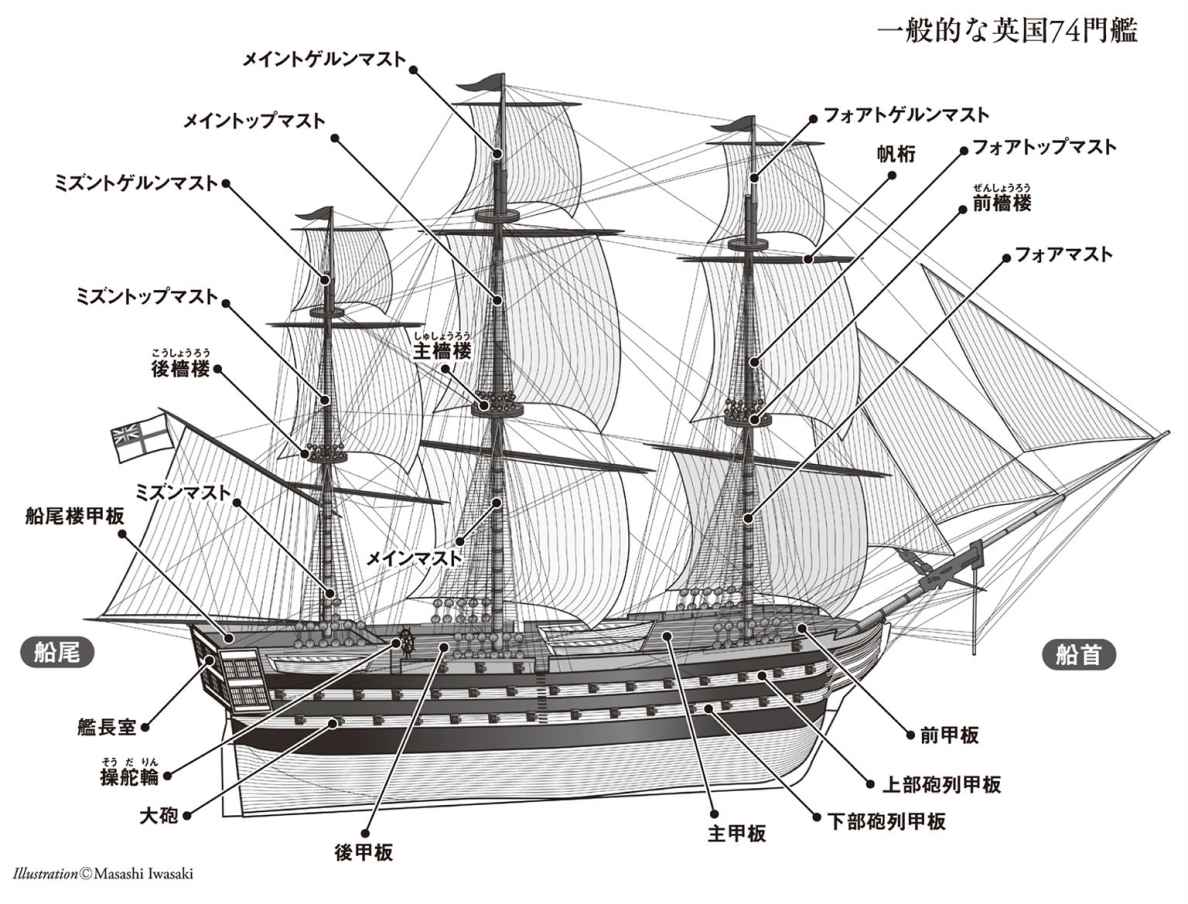 一般的な英国74門艦
メイントゲルンマスト
メイントップマスト
ミズントゲルンマスト
ミズントップマスト
こうしょうろう
後檣楼
しゅしょうろう
主檣楼
フォアトゲルンマスト
帆桁
フォアトップマスト
ぜんしょうろう
前檣楼
フォアマスト
ミズンマスト
船尾楼甲板
メインマスト
船尾
船首
艦長室
そうだりん
操舵輪
大砲
後甲板
主甲板
下部砲列甲板
上部砲列甲板
前甲板
Illustration©Masashi Iwasaki